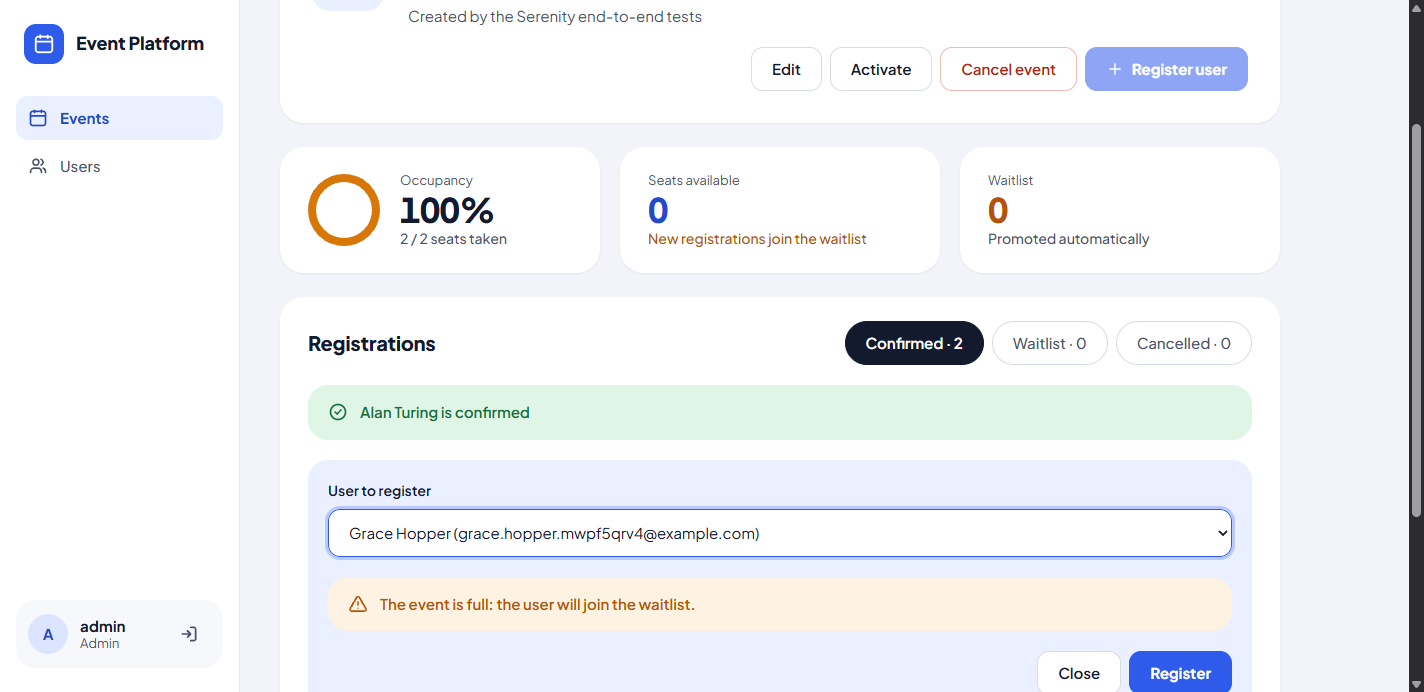 Event Platform
Events
Users
admin
Admin
A
Created by the Serenity end-to-end tests
Edit
Activate
Cancel event
+ Register user
Occupancy
100%
2 / 2 seats taken
Seats available
0
New registrations join the waitlist
Waitlist
0
Promoted automatically
Registrations
Confirmed · 2
Waitlist · 0
Cancelled · 0
Alan Turing is confirmed
User to register
Grace Hopper (grace.hopper.mwpf5qrv4@example.com)
The event is full: the user will join the waitlist.
Close
Register